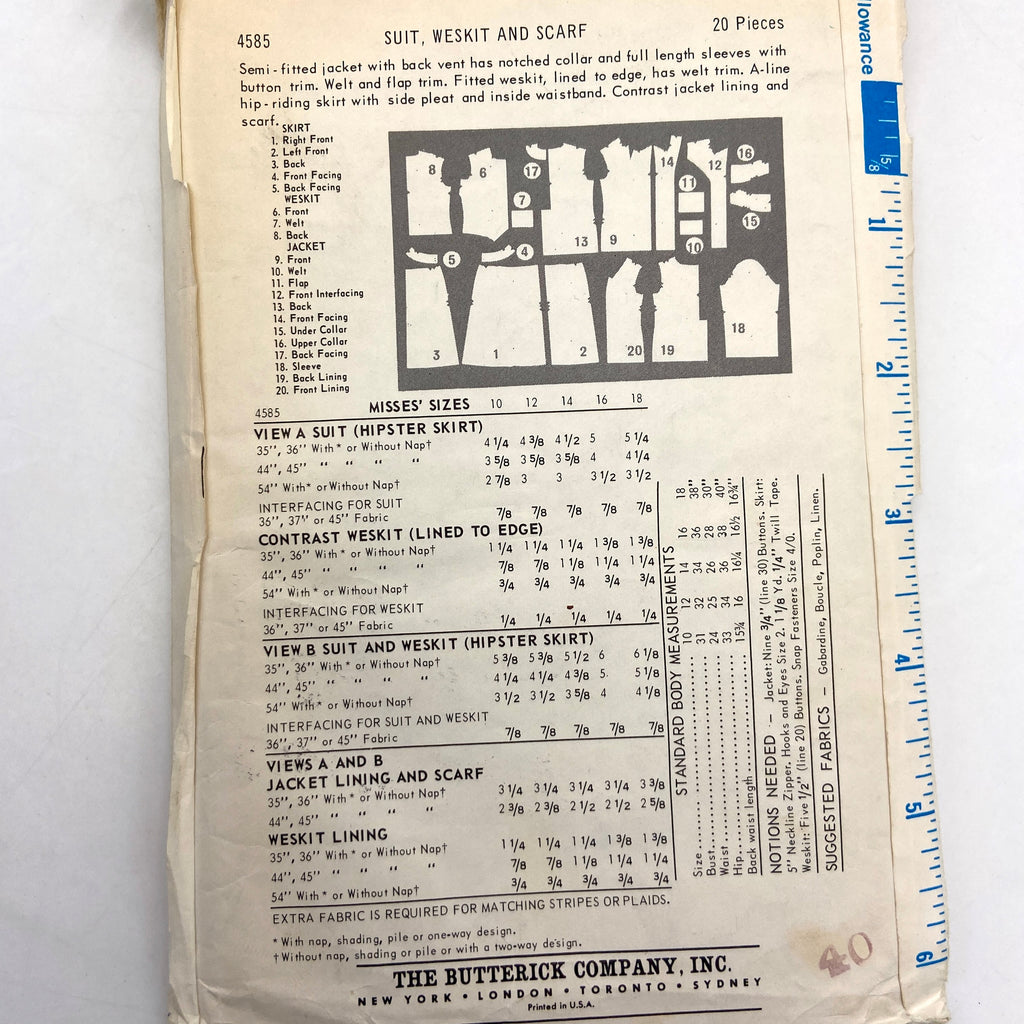 4585 SUIT, WESKIT AND SCARF 20 Pieces
Semi-fitted jacket with back vent has notched collar and full length sleeves with
button trim. Welt and flap trim. Fitted weskit, lined to edge, has welt trim. A-line
hip-riding skirt with side pleat and inside waistband. Contrast jacket lining and
scarf.
SKIRT
1. Right Front
2. Left Front
3. Back
4. Front Facing
5. Back Facing
WESKIT
6. Front
7. Welt
8. Back
JACKET
9. Front
10. Welt
11. Flap
12. Front Interfacing
13. Back
14. Front Facing
15. Under Collar
16. Upper Collar
17. Back Facing
18. Sleeve
19. Back Lining
20. Front Lining
8 6 17 7 13 9 14 11 10 12 16 15
5 4
3 1 2 20 19 18
4585 MISSES' SIZES 10 12 14 16 18
VIEW A SUIT (HIPSTER SKIRT)
35", 36" With* or Without Nap† 4 1/4 4 3/8 4 1/2 5 5 1/4
44", 45" " " " " 3 5/8 3 5/8 3 5/8 4 4 1/4
54" With* or Without Nap† 2 7/8 3 3 3 1/2 3 1/2
INTERFACING FOR SUIT
36", 37" or 45" Fabric 7/8 7/8 7/8 7/8 7/8
CONTRAST WESKIT (LINED TO EDGE)
35", 36" With* or Without Nap† 1 1/4 1 1/4 1 1/4 1 3/8 1 3/8
44", 45" " " " " 7/8 7/8 1 1/8 1 1/4 1 1/4
54" With* or Without Nap† 3/4 3/4 3/4 3/4 3/4
INTERFACING FOR WESKIT
36", 37" or 45" Fabric 1/4 1/4 1/4 1/4 1/4
VIEW B SUIT AND WESKIT (HIPSTER SKIRT)
35", 36" With* or Without Nap† 5 3/8 5 3/8 5 1/2 6 6 1/8
44", 45" " " " " 4 1/4 4 1/4 4 3/8 5 5 1/8
54" With* or Without Nap† 3 1/2 3 1/2 3 5/8 4 4 1/8
INTERFACING FOR SUIT AND WESKIT
36", 37" or 45" Fabric 7/8 7/8 7/8 7/8 7/8
VIEWS A AND B
JACKET LINING AND SCARF
35", 36" With* or Without Nap† 3 1/4 3 1/4 3 1/4 3 1/4 3 3/8
44", 45" " " " " 2 3/8 2 3/8 2 1/2 2 1/2 2 5/8
WESKIT LINING
35", 36" With* or Without Nap† 1 1/4 1 1/4 1 1/4 1 3/8 1 3/8
44", 45" " " " " 7/8 7/8 1 1/8 1 1/4 1 1/4
54" With* or Without Nap† 3/4 3/4 3/4 3/4 3/4
EXTRA FABRIC IS REQUIRED FOR MATCHING STRIPES OR PLAIDS.
* With nap, shading, pile or one-way design.
† Without nap, shading or pile or with a two-way design.
THE BUTTERICK COMPANY, INC.
NEW YORK • LONDON • TORONTO • SYDNEY
Printed in U.S.A.
STANDARD BODY MEASUREMENTS
Size 10 12 14 16 18
Bust 31 32 34 36 38"
Waist 24 25 26 28 30"
Hip 33 34 36 38 40"
Back waist length 15¾ 16 16¼ 16½ 16¾"
NOTIONS NEEDED — Jacket: Nine 3/4" (line 30) Buttons. Skirt:
5" Neckline Zipper, Hooks and Eyes Size 2, 1 1/8 Yd. 1/4" Twill Tape.
Weskit: Five 1/2" (line 20) Buttons. Snap Fasteners Size 4/0.
SUGGESTED FABRICS — Gabardine, Boucle, Poplin, Linen.
40
llowance
5/8
1
2
3
4
5
6